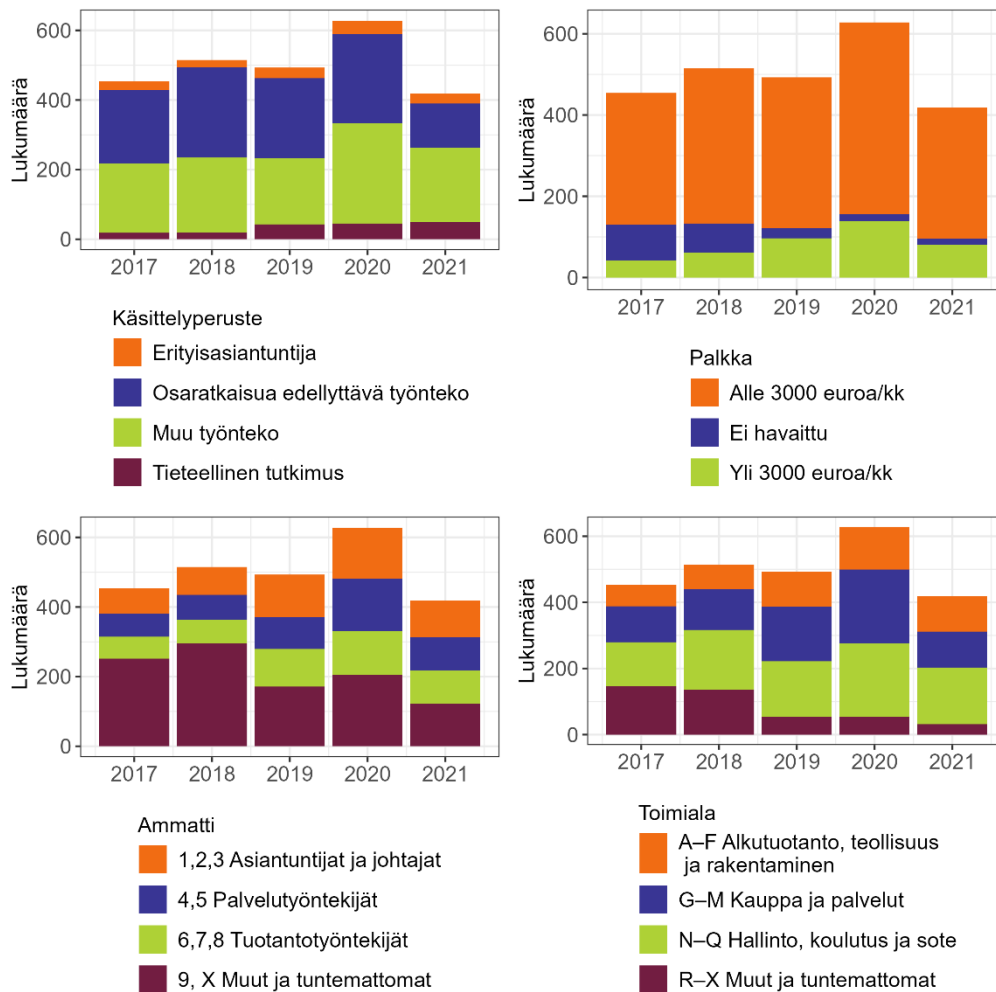 Lukumäärä
600
400
200
0
2017 2018 2019 2020 2021
Käsittelyperuste
Erityisasiantuntija
Osaratkaisua edellyttävä työnteko
Muu työnteko
Tieteellinen tutkimus
Lukumäärä
600
400
200
0
2017 2018 2019 2020 2021
Palkka
Alle 3000 euroa/kk
Ei havaittu
Yli 3000 euroa/kk
Lukumäärä
600
400
200
0
2017 2018 2019 2020 2021
Ammatti
1,2,3 Asiantuntijat ja johtajat
4,5 Palvelutyöntekijät
6,7,8 Tuotantotyöntekijät
9, X Muut ja tuntemattomat
Lukumäärä
600
400
200
0
2017 2018 2019 2020 2021
Toimiala
A–F Alkutuotanto, teollisuus
ja rakentaminen
G–M Kauppa ja palvelut
N–Q Hallinto, koulutus ja sote
R–X Muut ja tuntemattomat